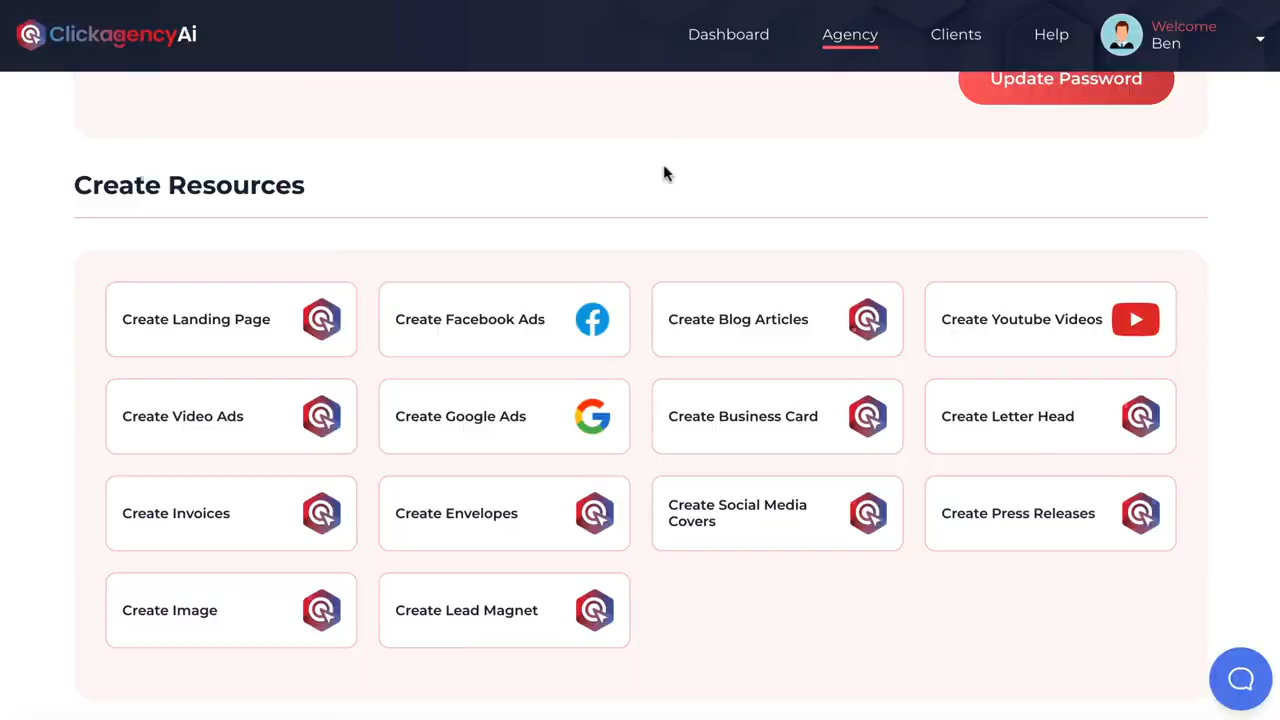 ClickagencyAi
Dashboard
Agency
Clients
Help
Welcome
Ben
Update Password
Create Resources
Create Landing Page
Create Facebook Ads
Create Blog Articles
Create Youtube Videos
Create Video Ads
Create Google Ads
Create Business Card
Create Letter Head
Create Invoices
Create Envelopes
Create Social Media
Covers
Create Press Releases
Create Image
Create Lead Magnet